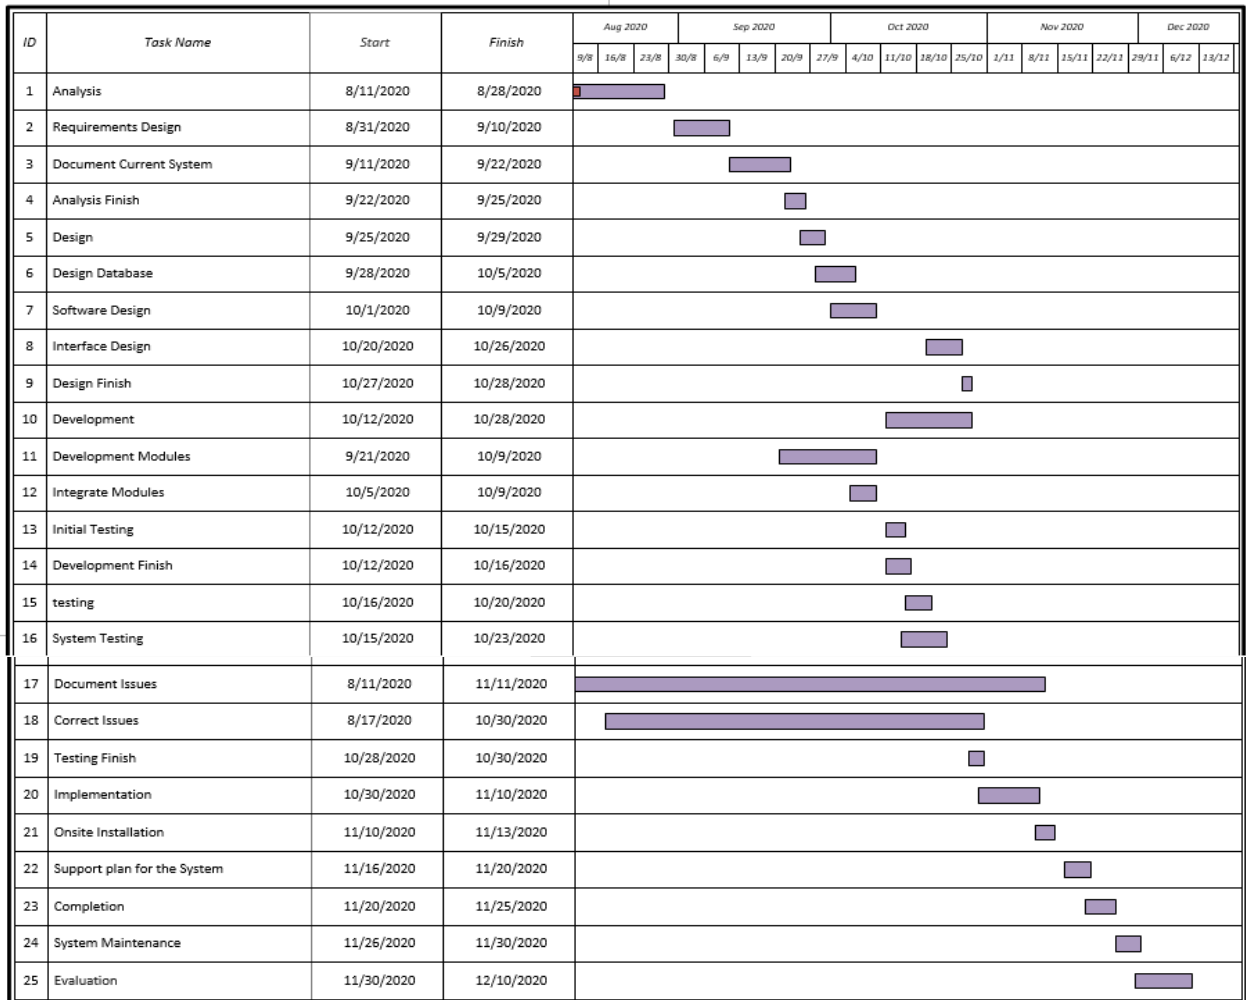 ID Task Name Start Finish Aug 2020 Sep 2020 Oct 2020 Nov 2020 Dec 2020
9/8 16/8 23/8 30/8 6/9 13/9 20/9 27/9 4/10 11/10 18/10 25/10 1/11 8/11 15/11 22/11 29/11 6/12 13/12
1 Analysis 8/11/2020 8/28/2020
2 Requirements Design 8/31/2020 9/10/2020
3 Document Current System 9/11/2020 9/22/2020
4 Analysis Finish 9/22/2020 9/25/2020
5 Design 9/25/2020 9/29/2020
6 Design Database 9/28/2020 10/5/2020
7 Software Design 10/1/2020 10/9/2020
8 Interface Design 10/20/2020 10/26/2020
9 Design Finish 10/27/2020 10/28/2020
10 Development 10/12/2020 10/28/2020
11 Development Modules 9/21/2020 10/9/2020
12 Integrate Modules 10/5/2020 10/9/2020
13 Initial Testing 10/12/2020 10/15/2020
14 Development Finish 10/12/2020 10/16/2020
15 testing 10/16/2020 10/20/2020
16 System Testing 10/15/2020 10/23/2020
17 Document Issues 8/11/2020 11/11/2020
18 Correct Issues 8/17/2020 10/30/2020
19 Testing Finish 10/28/2020 10/30/2020
20 Implementation 10/30/2020 11/10/2020
21 Onsite Installation 11/10/2020 11/13/2020
22 Support plan for the System 11/16/2020 11/20/2020
23 Completion 11/20/2020 11/25/2020
24 System Maintenance 11/26/2020 11/30/2020
25 Evaluation 11/30/2020 12/10/2020